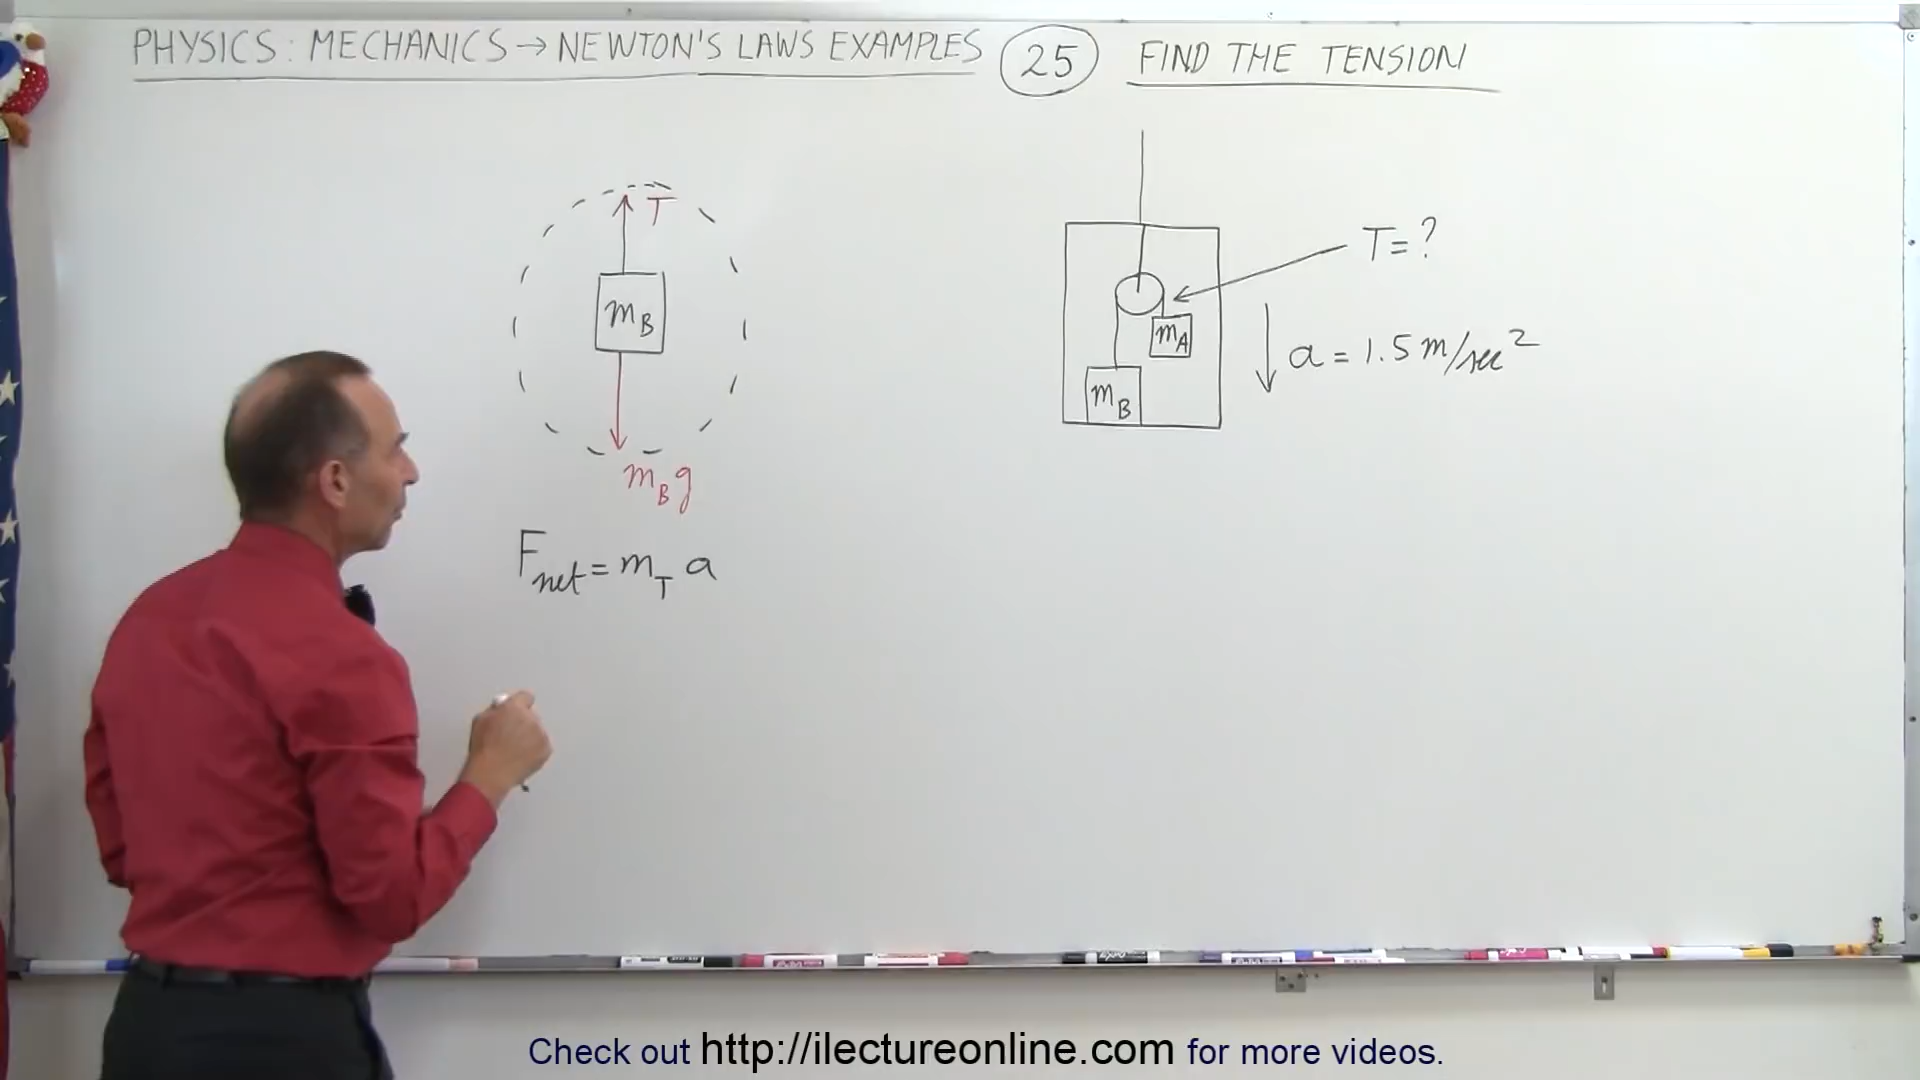 PHYSICS: MECHANICS → NEWTON'S LAWS EXAMPLES 25 FIND THE TENSION
T
m_B
m_B g
F_net = m_T a
T = ?
m_A
a = 1.5 m/sec²
m_B
Check out http://ilectureonline.com for more videos.